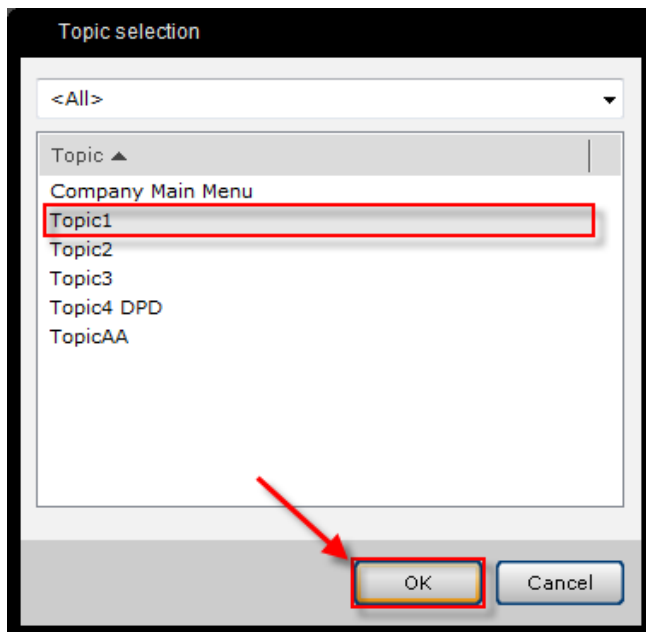 Topic selection
<All>
Topic
Company Main Menu
Topic1
Topic2
Topic3
Topic4 DPD
TopicAA
OK Cancel